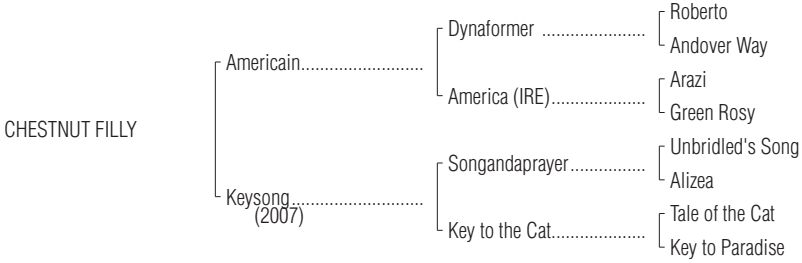 Roberto
Dynaformer ......................
Andover Way
Americain..........................
Arazi
America (IRE)....................
Green Rosy
CHESTNUT FILLY
Unbridled's Song
Songandaprayer................
Alizea
Keysong............................
(2007)
Tale of the Cat
Key to the Cat....................
Key to Paradise